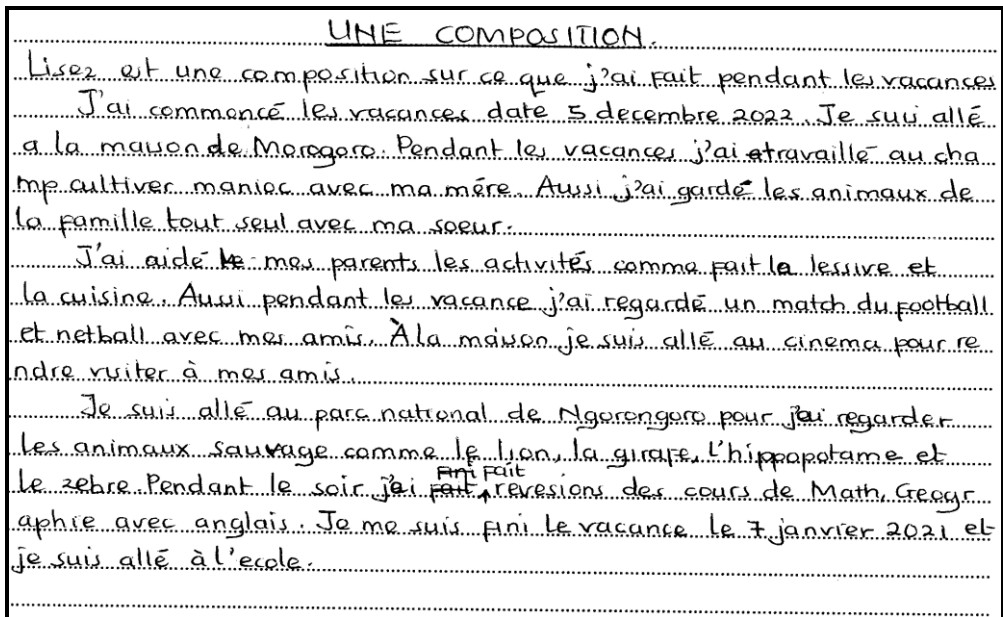 UNE COMPOSITION.
Lisez est une composition sur ce que j'ai fait pendant les vacances
J'ai commencé les vacances date 5 decembre 2022. Je suis allé
a la maison de Morogoro. Pendant les vacances j'ai atravaillé au cha
mp cultiver manioc avec ma mére. Aussi j'ai gardé les animaux de
la famille tout seul avec ma soeur.
J'ai aidé mes parents les activités comme fait la lessive et
la cuisine. Aussi pendant les vacance j'ai regardé un match du football
et netball avec mes amis. À la maison je suis allé au cinema pour re
ndre visiter à mes amis.
Je suis allé au parc national de Ngorongoro pour j'ai regarder
les animaux sauvage comme le lion, la girafe, l'hippopotame et
le zebre. Pendant le soir j'ai fini fait revesions des cours de Math, Geogr
aphie avec anglais. Je me suis fini le vacance le 7 janvier 2021 et
je suis allé à l'ecole.